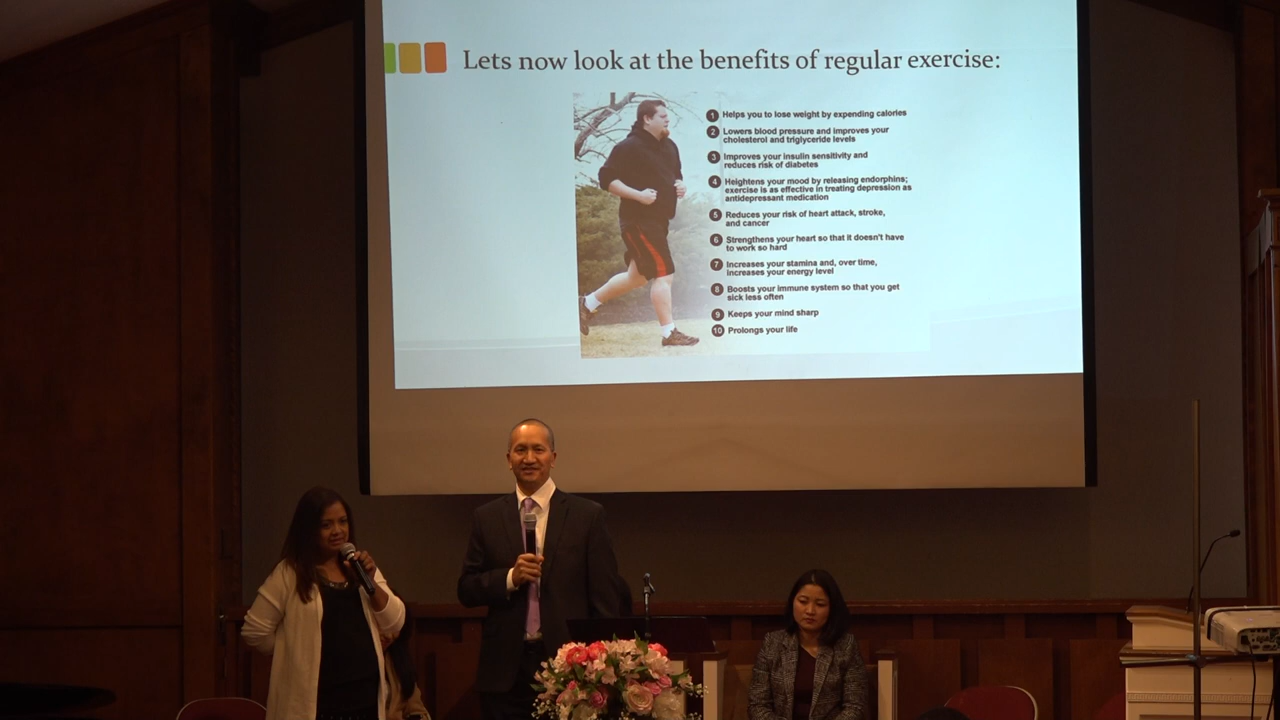 Lets now look at the benefits of regular exercise:
1 Helps you to lose weight by expending calories
2 Lowers blood pressure and improves your
cholesterol and triglyceride levels
3 Improves your insulin sensitivity and
reduces risk of diabetes
4 Heightens your mood by releasing endorphins;
exercise is as effective in treating depression as
antidepressant medication
5 Reduces your risk of heart attack, stroke,
and cancer
6 Strengthens your heart so that it doesn't have
to work so hard
7 Increases your stamina and, over time,
increases your energy level
8 Boosts your immune system so that you get
sick less often
9 Keeps your mind sharp
10 Prolongs your life